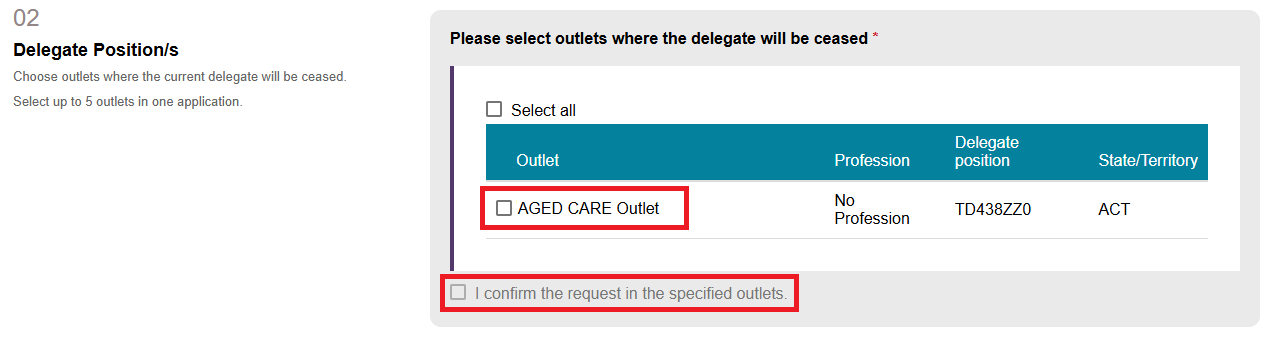 02
Delegate Position/s
Choose outlets where the current delegate will be ceased.
Select up to 5 outlets in one application.
Please select outlets where the delegate will be ceased *
Select all
Outlet Profession Delegate position State/Territory
AGED CARE Outlet No Profession TD438ZZ0 ACT
I confirm the request in the specified outlets.